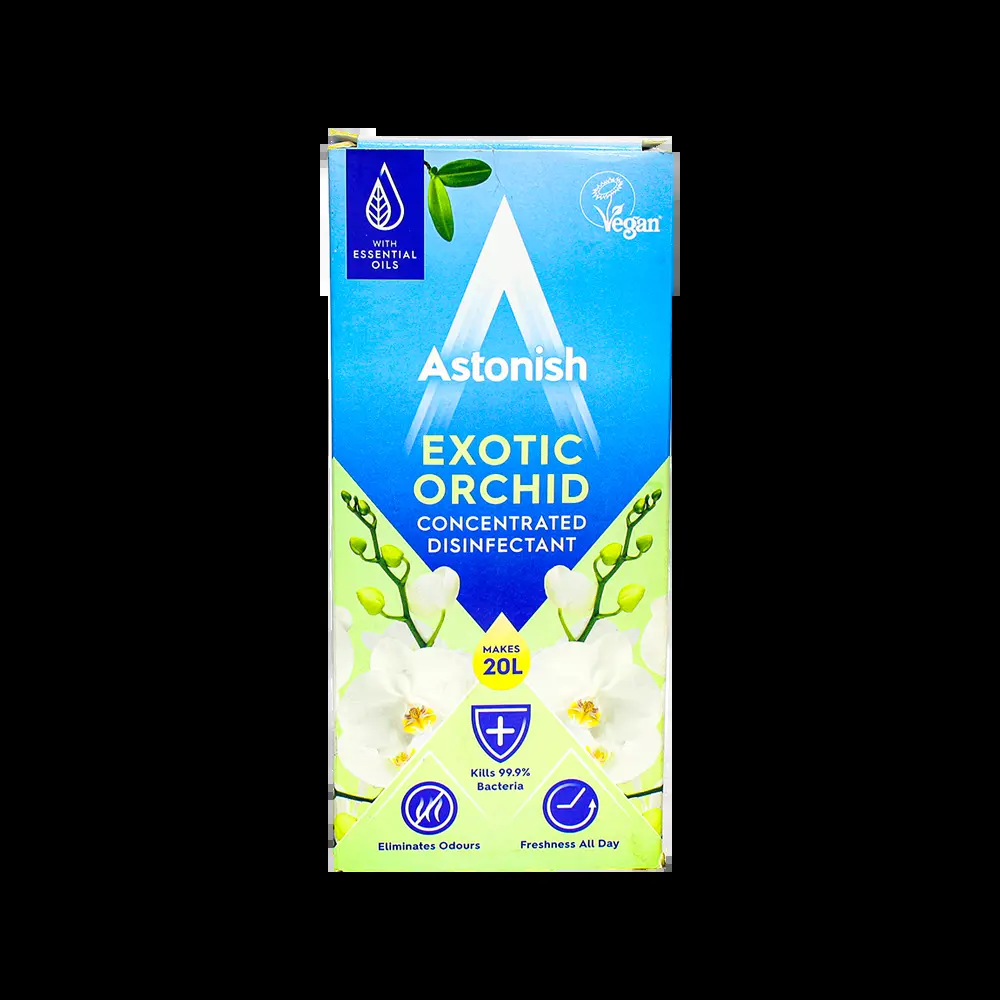 WITH
ESSENTIAL
OILS
Vegan
Astonish
EXOTIC
ORCHID
CONCENTRATED
DISINFECTANT
MAKES
20L
Kills 99.9%
Bacteria
Eliminates Odours
Freshness All Day